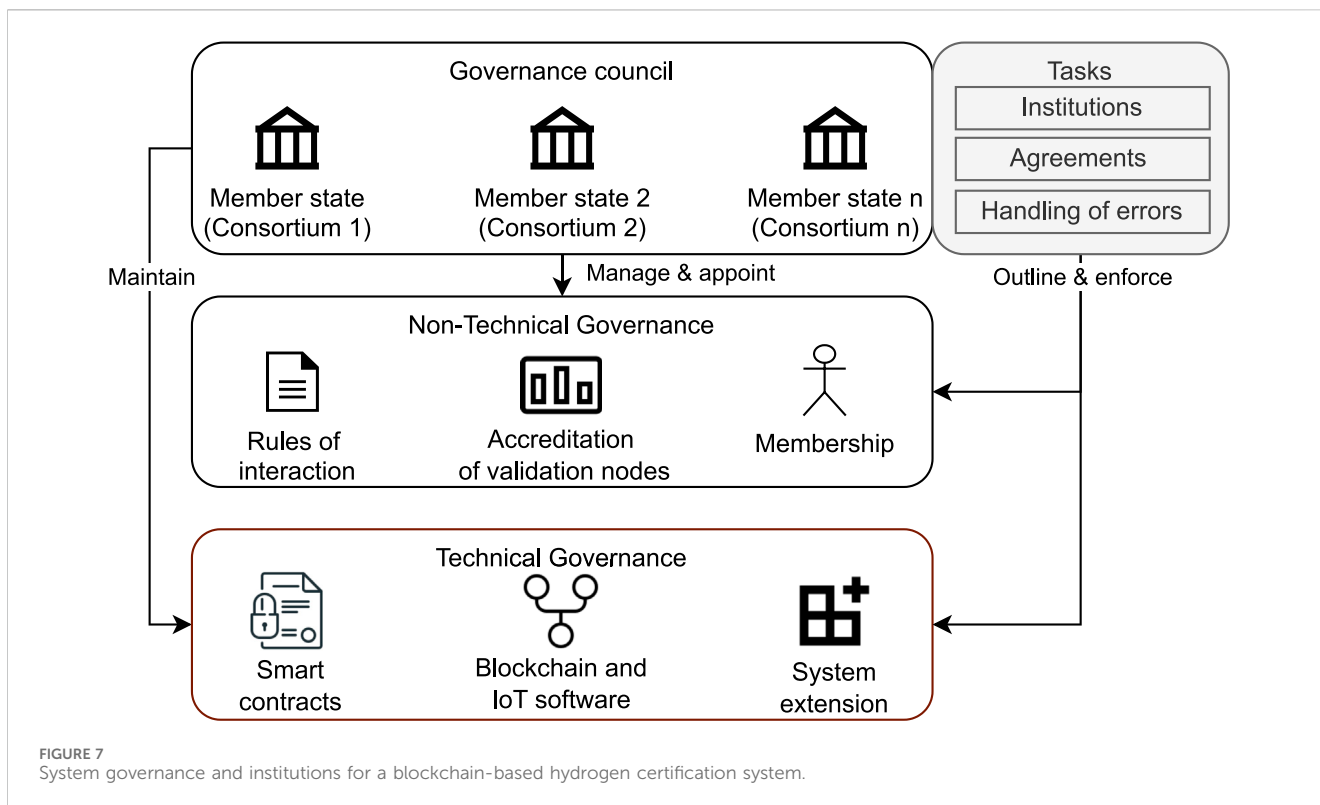 Governance council
Member state
(Consortium 1)
Member state 2
(Consortium 2)
Member state n
(Consortium n)
Tasks
Institutions
Agreements
Handling of errors
Maintain
Manage & appoint
Outline & enforce
Non-Technical Governance
Rules of
interaction
Accreditation
of validation nodes
Membership
Technical Governance
Smart
contracts
Blockchain and
IoT software
System
extension
FIGURE 7
System governance and institutions for a blockchain-based hydrogen certification system.